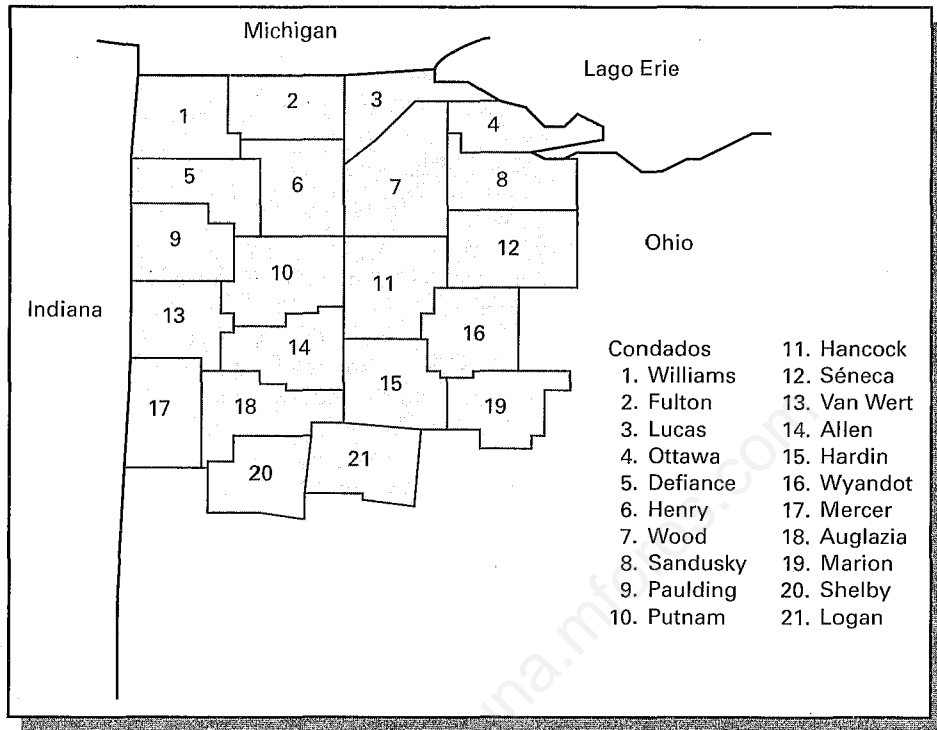 Michigan
Lago Erie
1
2
3
4
5
6
7
8
9
10
11
12
Ohio
Indiana
13
14
15
16
17
18
19
20
21
Condados
1. Williams
2. Fulton
3. Lucas
4. Ottawa
5. Defiance
6. Henry
7. Wood
8. Sandusky
9. Paulding
10. Putnam
11. Hancock
12. Séneca
13. Van Wert
14. Allen
15. Hardin
16. Wyandot
17. Mercer
18. Auglazia
19. Marion
20. Shelby
21. Logan